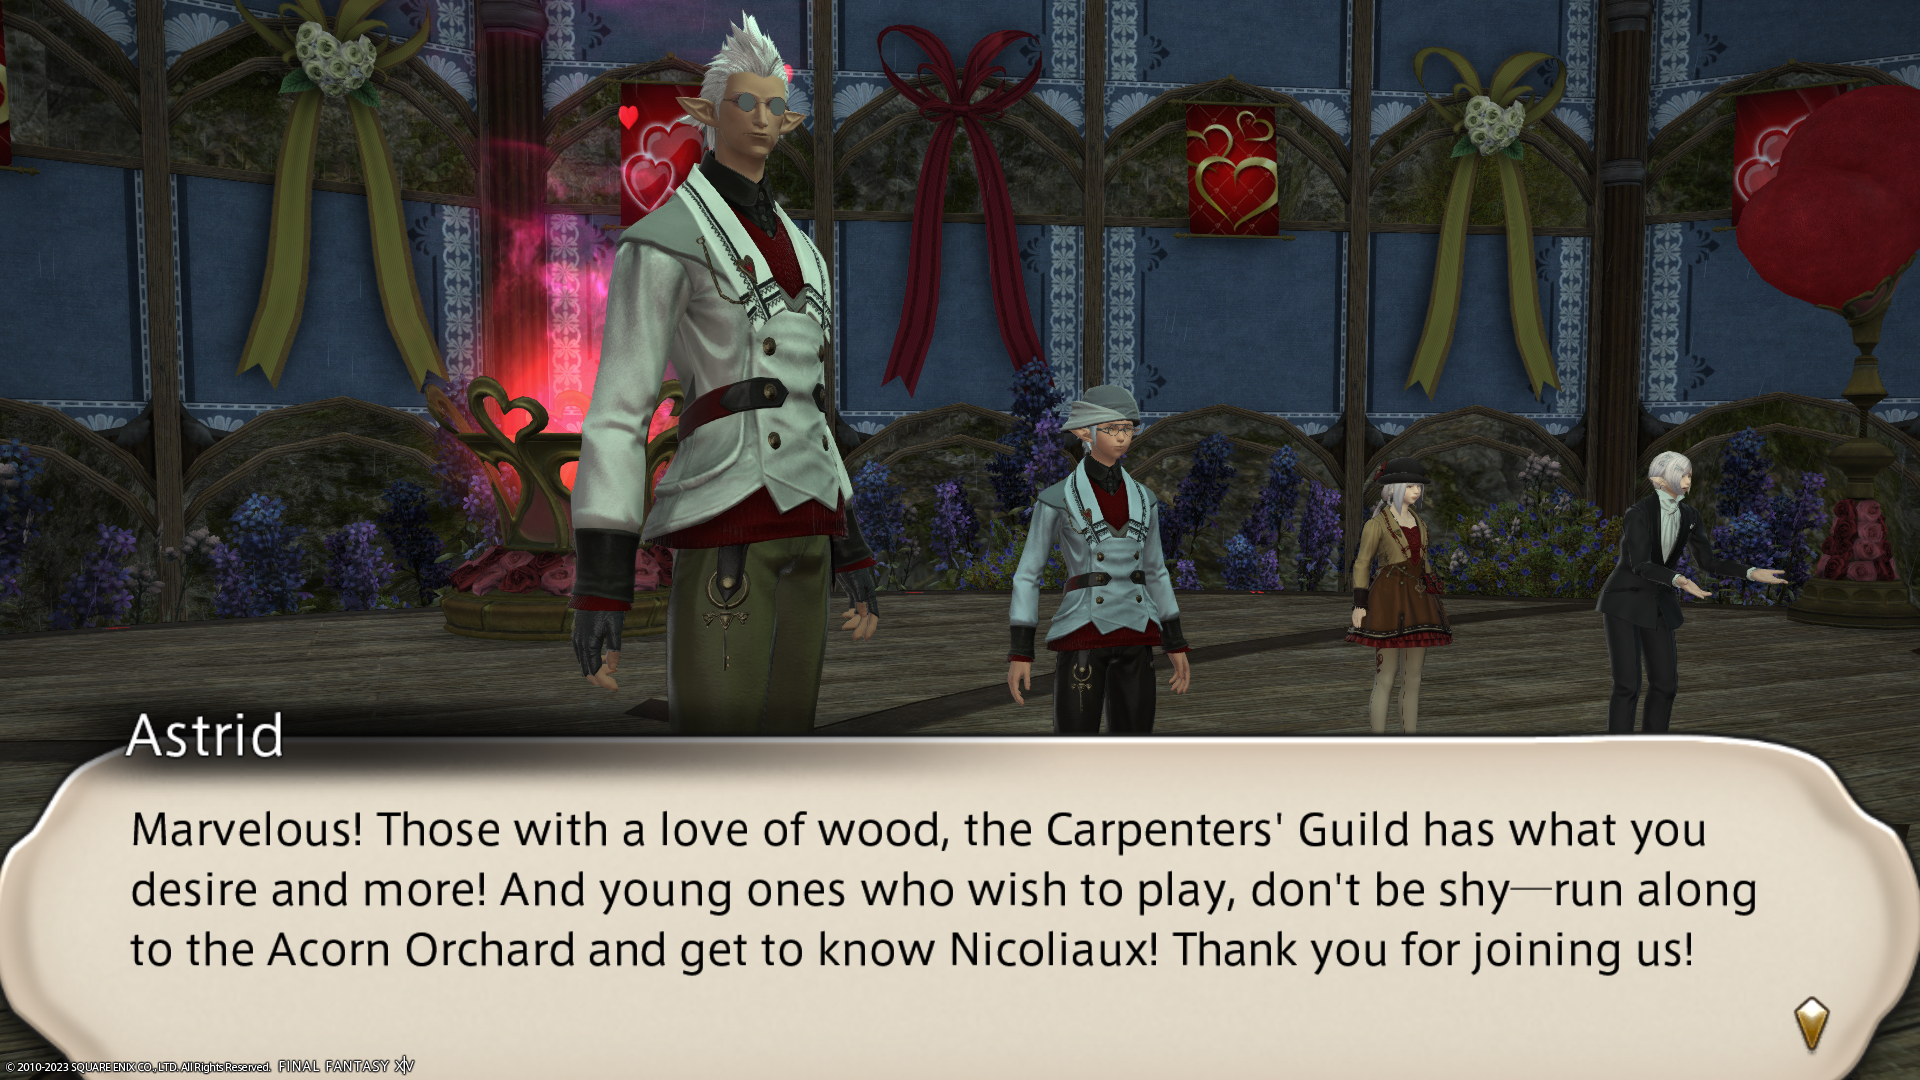 Astrid
Marvelous! Those with a love of wood, the Carpenters' Guild has what you
desire and more! And young ones who wish to play, don't be shy—run along
to the Acorn Orchard and get to know Nicoliaux! Thank you for joining us!
© 2010-2023 SQUARE ENIX CO., LTD. All Rights Reserved. FINAL FANTASY XIV